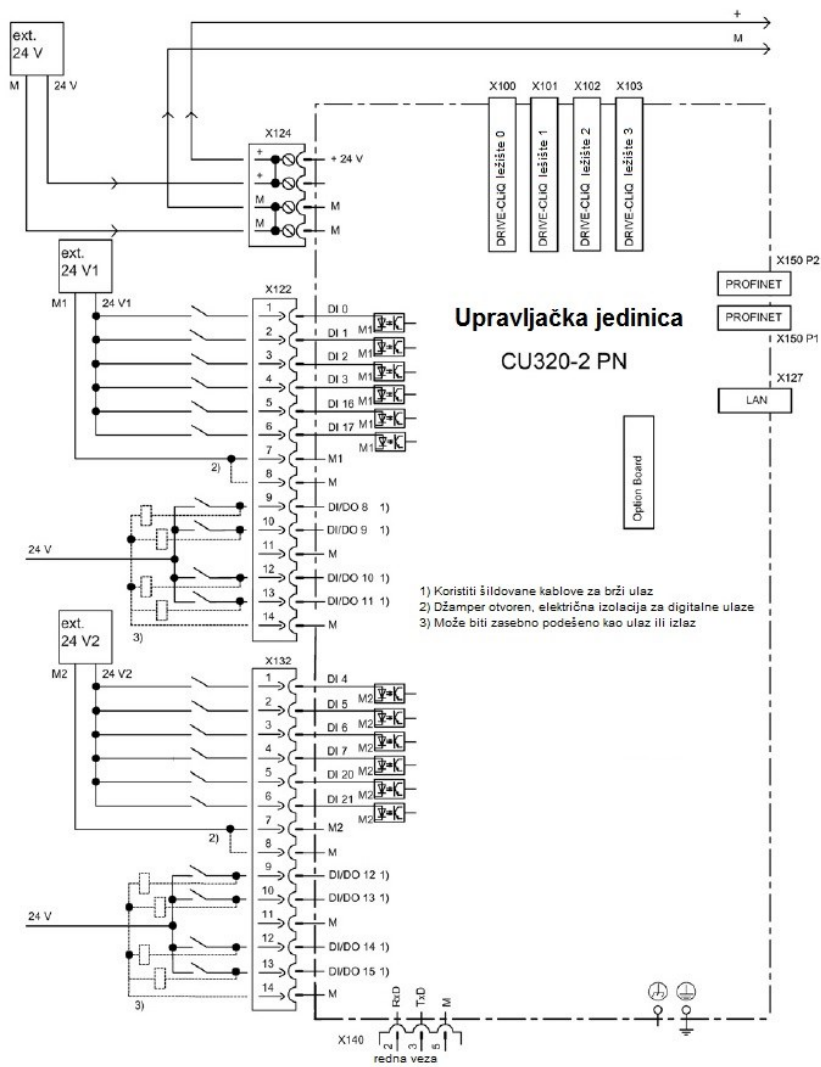 +
M
ext.
24 V
M
24 V
X124
+
+
M
M
+ 24 V
M
M
X100
X101
X102
X103
DRIVE-CLiQ ležište 0
DRIVE-CLiQ lešište 1
DRIVE-CLiQ ležište 2
DRIVE-CLiQ ležište 3
X150 P2
PROFINET
PROFINET
X150 P1
X127
LAN
Upravljačka jedinica
CU320-2 PN
Option Board
ext.
24 V1
M1
24 V1
X122
1
DI 0
M1
2
DI 1
M1
3
DI 2
M1
4
DI 3
M1
5
DI 16
M1
6
DI 17
M1
7
M1
2)
8
M
9
DI/DO 8 1)
10
DI/DO 9 1)
24 V
11
M
12
DI/DO 10 1)
13
DI/DO 11 1)
14
M
3)
1) Koristiti šildovane kablove za brži ulaz
2) Džamper otvoren, električna izolacija za digitalne ulaze
3) Može biti zasebno podešeno kao ulaz ili izlaz
ext.
24 V2
M2
24 V2
X132
1
DI 4
M2
2
DI 5
M2
3
DI 6
M2
4
DI 7
M2
5
DI 20
M2
6
DI 21
M2
7
M2
2)
8
M
9
DI/DO 12 1)
10
DI/DO 13 1)
24 V
11
M
12
DI/DO 14 1)
13
DI/DO 15 1)
14
M
3)
RxD
TxD
M
X140
2
3
5
redna veza